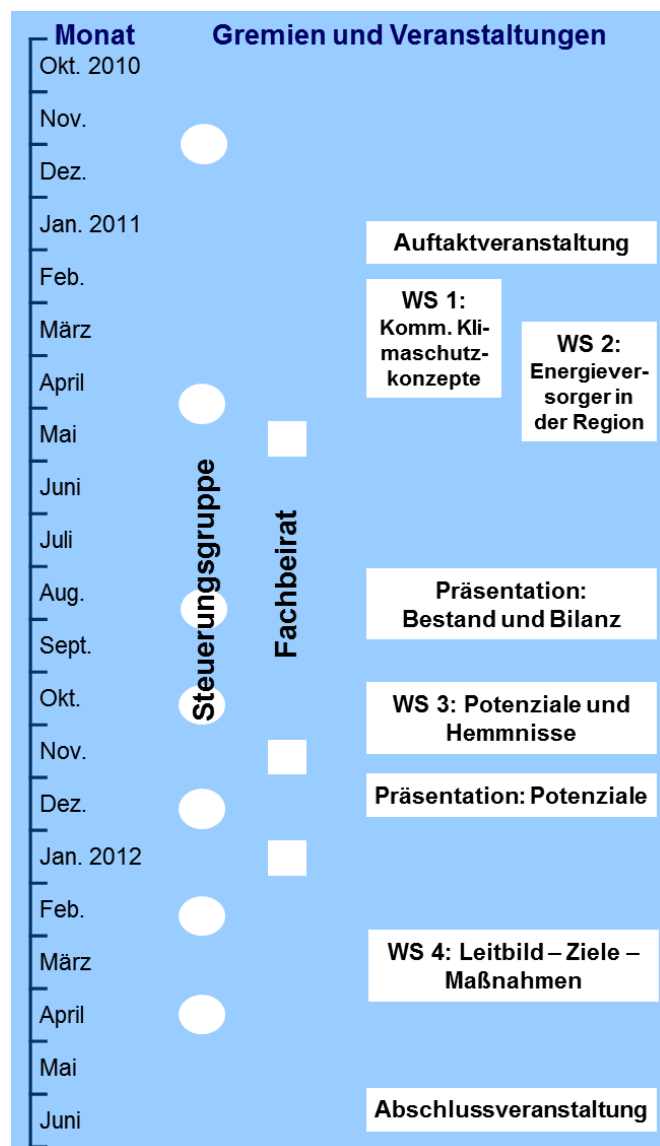 Monat
Gremien und Veranstaltungen
Okt. 2010
Nov.
Dez.
Jan. 2011
Auftaktveranstaltung
Feb.
WS 1:
Komm. Kli-
maschutz-
konzepte
März
WS 2:
Energiever-
sorger in
der Region
April
Mai
Juni
Juli
Steuerungsgruppe
Fachbeirat
Aug.
Präsentation:
Bestand und Bilanz
Sept.
Okt.
WS 3: Potenziale und
Hemmnisse
Nov.
Dez.
Präsentation: Potenziale
Jan. 2012
Feb.
März
WS 4: Leitbild – Ziele –
Maßnahmen
April
Mai
Juni
Abschlussveranstaltung